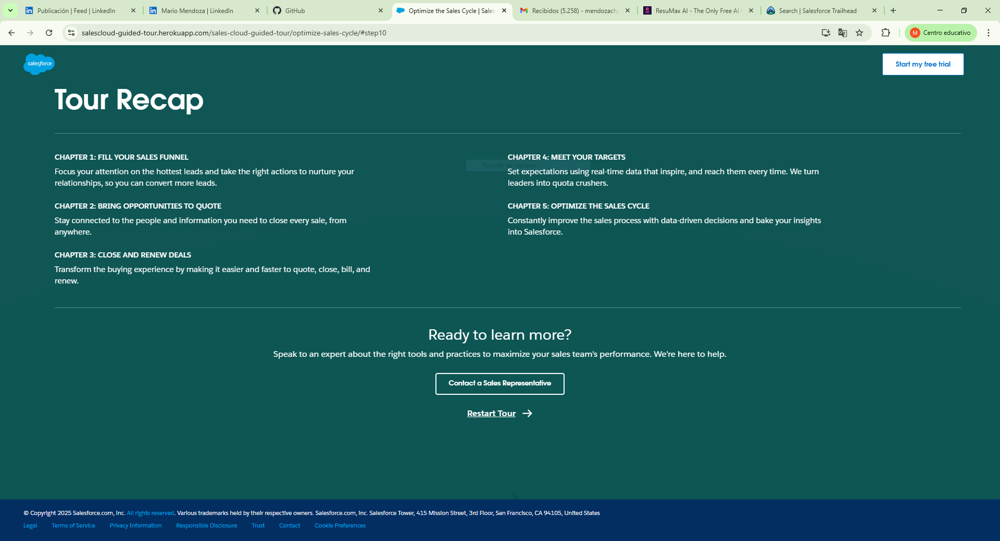 Publicación | Feed | LinkedIn
Mario Mendoza | LinkedIn
GitHub
Optimize the Sales Cycle | Sales
Recibidos (5.258) - mendozach
ResuMax AI - The Only Free AI
Search | Salesforce Trailhead
salescloud-guided-tour.herokuapp.com/sales-cloud-guided-tour/optimize-sales-cycle/#step10
M
Centro educativo
salesforce
Start my free trial
Tour Recap
CHAPTER 1: FILL YOUR SALES FUNNEL
Focus your attention on the hottest leads and take the right actions to nurture your
relationships, so you can convert more leads.
CHAPTER 2: BRING OPPORTUNITIES TO QUOTE
Stay connected to the people and information you need to close every sale, from
anywhere.
CHAPTER 3: CLOSE AND RENEW DEALS
Transform the buying experience by making it easier and faster to quote, close, bill, and
renew.
Recorte de ventana
CHAPTER 4: MEET YOUR TARGETS
Set expectations using real-time data that inspire, and reach them every time. We turn
leaders into quota crushers.
CHAPTER 5: OPTIMIZE THE SALES CYCLE
Constantly improve the sales process with data-driven decisions and bake your insights
into Salesforce.
Ready to learn more?
Speak to an expert about the right tools and practices to maximize your sales team's performance. We're here to help.
Contact a Sales Representative
Restart Tour
© Copyright 2025 Salesforce.com, Inc. All rights reserved. Various trademarks held by their respective owners. Salesforce.com, Inc. Salesforce Tower, 415 Mission Street, 3rd Floor, San Francisco, CA 94105, United States
Legal Terms of Service Privacy Information Responsible Disclosure Trust Contact Cookie Preferences